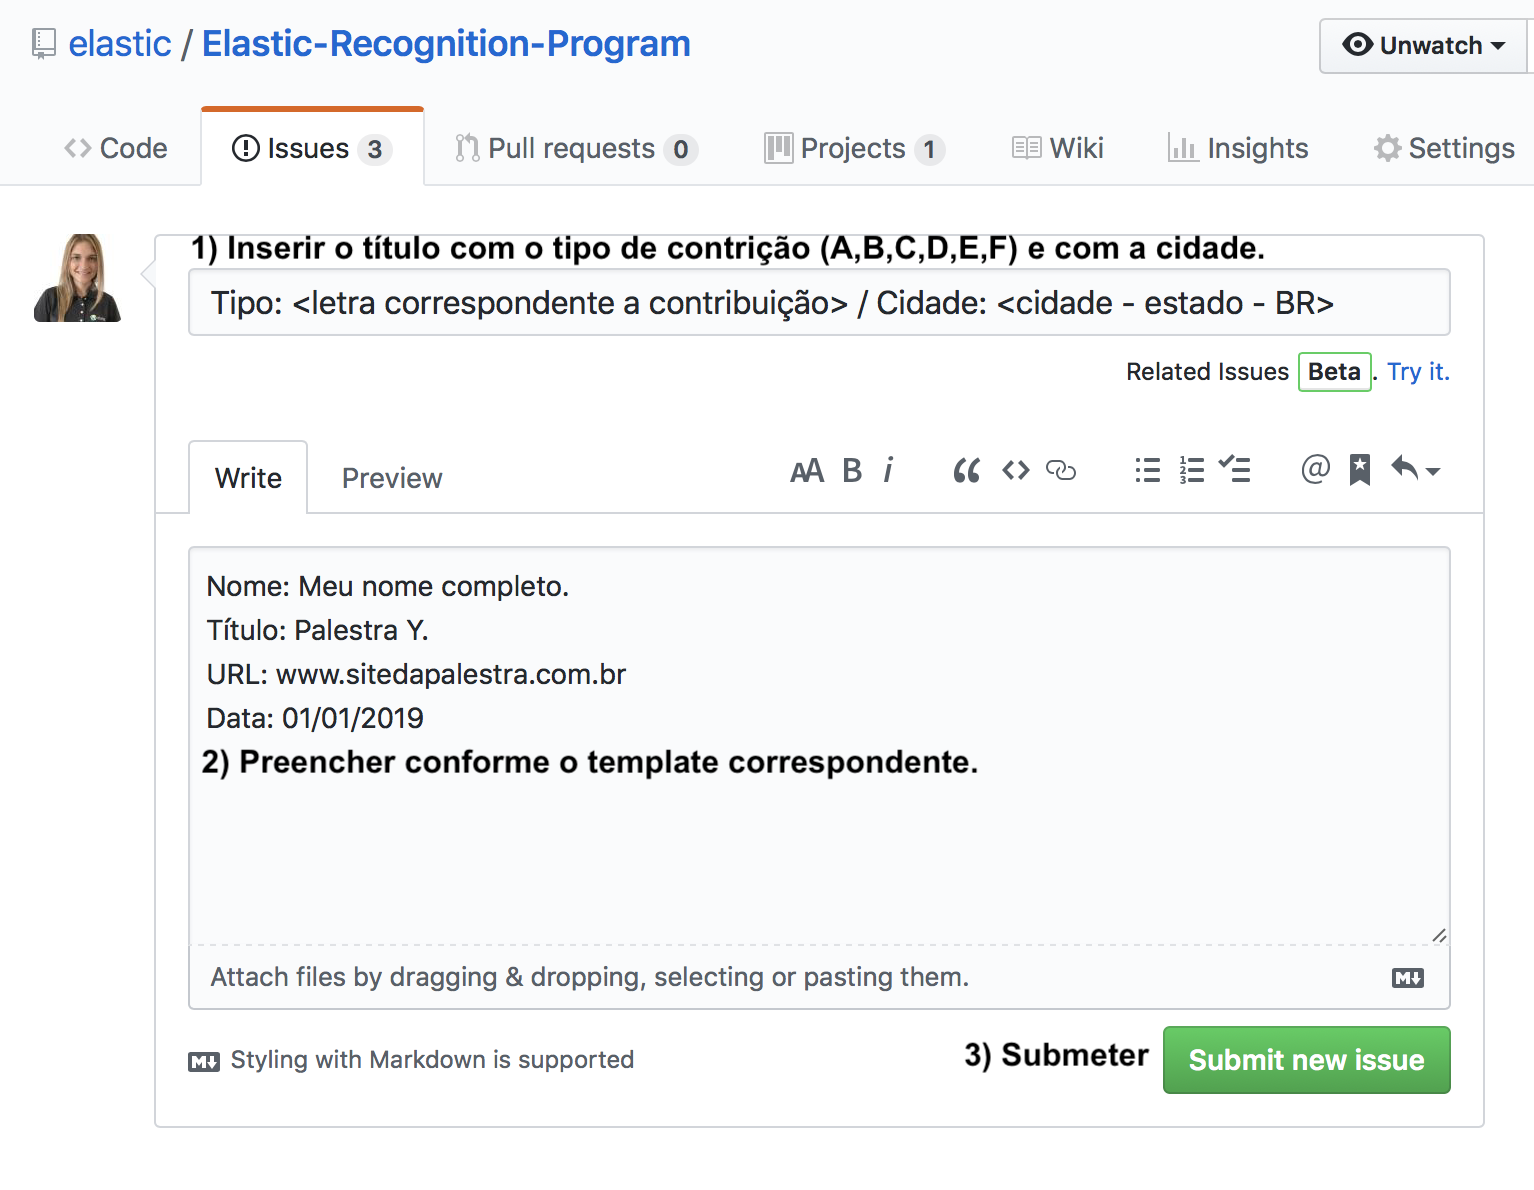 elastic / Elastic-Recognition-Program
Unwatch
Code
Issues 3
Pull requests 0
Projects 1
Wiki
Insights
Settings
1) Inserir o título com o tipo de contrição (A,B,C,D,E,F) e com a cidade.
Tipo: <letra correspondente a contribuição> / Cidade: <cidade - estado - BR>
Related Issues Beta. Try it.
Write
Preview
AA B i
Nome: Meu nome completo.
Título: Palestra Y.
URL: www.sitedapalestra.com.br
Data: 01/01/2019
2) Preencher conforme o template correspondente.
Attach files by dragging & dropping, selecting or pasting them.
Styling with Markdown is supported
3) Submeter
Submit new issue